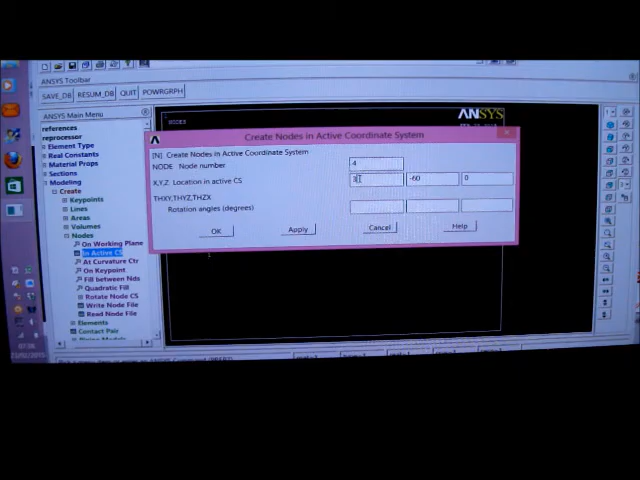 ANSYS Toolbar
SAVE_DB RESUM_DB QUIT POWRGRPH
ANSYS Main Menu
references
reprocessor
Element Type
Real Constants
Material Props
Sections
Modeling
Create
Keypoints
Lines
Areas
Volumes
Nodes
On Working Plane
In Active CS
At Curvature Ctr
On Keypoint
Fill between Nds
Quadratic Fill
Rotate Node CS
Write Node File
Read Node File
Elements
Contact Pair
NODES
ANSYS
Create Nodes in Active Coordinate System
[N] Create Nodes in Active Coordinate System
NODE Node number
4
X,Y,Z Location in active CS
-60
0
THXY,THYZ,THZX
Rotation angles (degrees)
OK
Apply
Cancel
Help